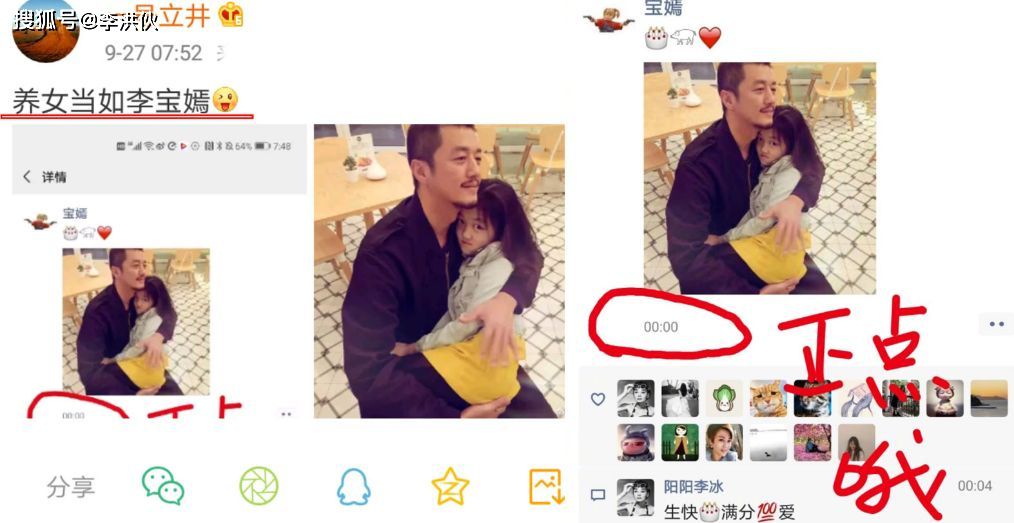 搜狐号@李洪伙
立井
9-27 07:52
养女当如李宝嫣
64% 7:48
详情
宝嫣
00:00
分享
宝嫣
00:00
正点
哦
阳阳李冰
00:04
生快🎂满分💯爱